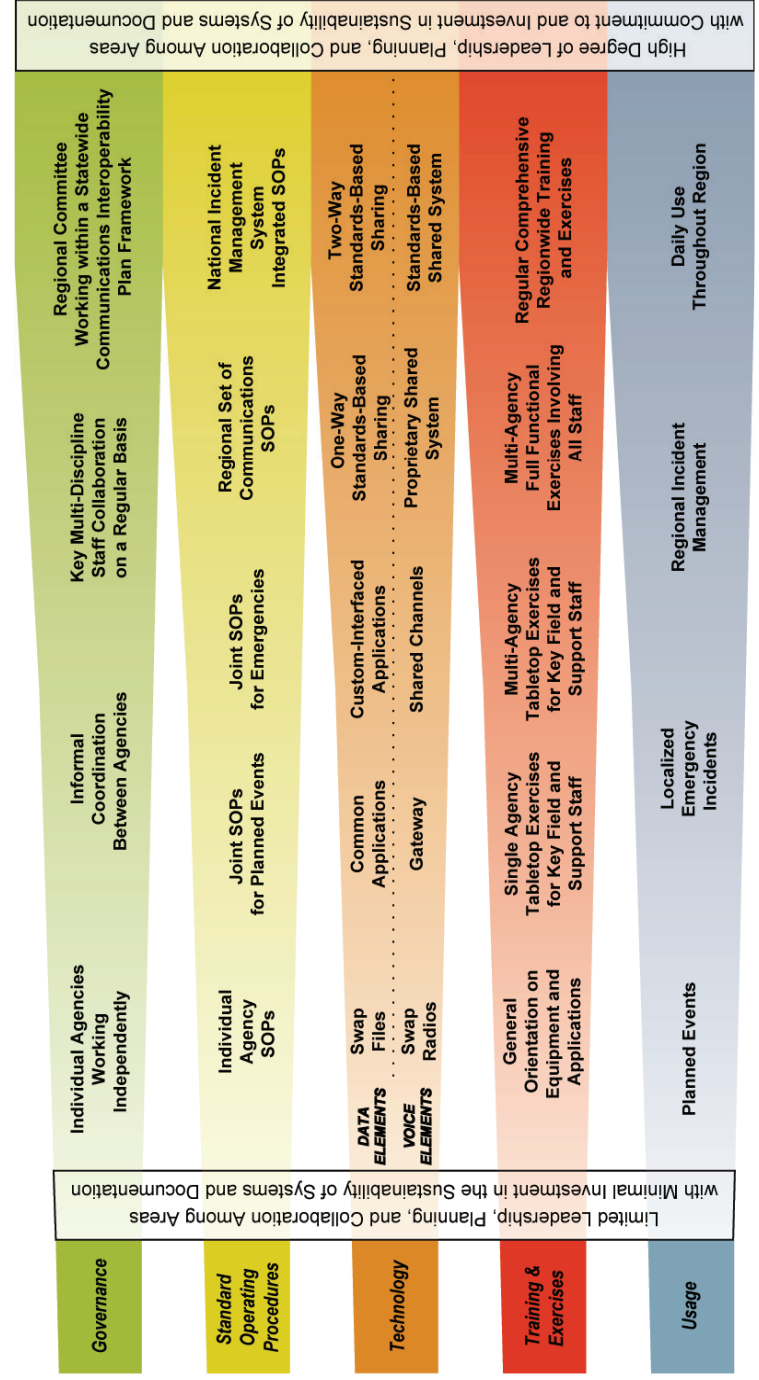 Governance
Individual Agencies
Working
Independently
Informal
Coordination
Between Agencies
Key Multi-Discipline
Staff Collaboration
on a Regular Basis
Regional Committee
Working within a Statewide
Communications Interoperability
Plan Framework
Standard
Operating
Procedures
Individual
Agency
SOPs
Joint SOPs
for Planned Events
Joint SOPs
for Emergencies
Regional Set of
Communications
SOPs
National Incident
Management
System
Integrated SOPs
Technology
DATA
ELEMENTS
Swap
Files
Common
Applications
Custom-Interfaced
Applications
One-Way
Standards-Based
Sharing
Two-Way
Standards-Based
Sharing
VOICE
ELEMENTS
Swap
Radios
Gateway
Shared Channels
Proprietary Shared
System
Standards-Based
Shared System
Training &
Exercises
General
Orientation on
Equipment and
Applications
Single Agency
Tabletop Exercises
for Key Field and
Support Staff
Multi-Agency
Tabletop Exercises
for Key Field and
Support Staff
Multi-Agency
Full Functional
Exercises Involving
All Staff
Regular Comprehensive
Regionwide Training
and Exercises
Usage
Planned Events
Localized
Emergency
Incidents
Regional Incident
Management
Daily Use
Throughout Region
Limited Leadership, Planning, and Collaboration Among Areas
with Minimal Investment in the Sustainability of Systems and Documentation
High Degree of Leadership, Planning, and Collaboration Among Areas
with Commitment to and Investment in Sustainability of Systems and Documentation